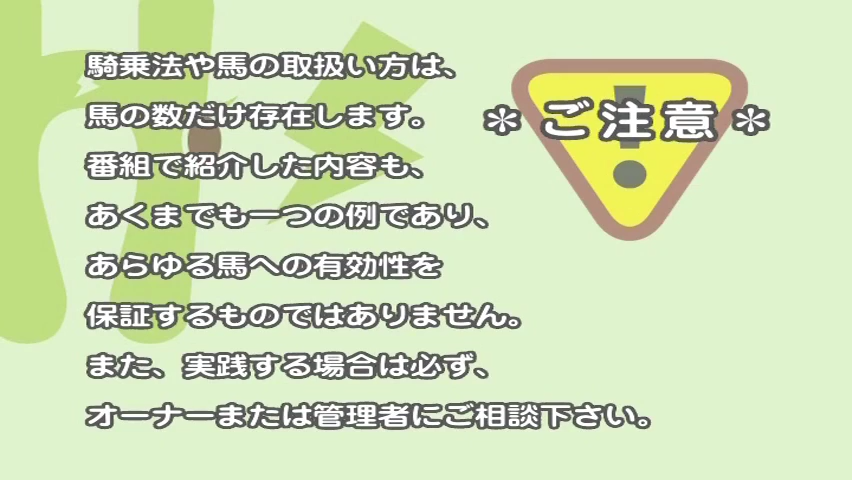 ＊ご注意＊
騎乗法や馬の取扱い方は、
馬の数だけ存在します。
番組で紹介した内容も、
あくまでも一つの例であり、
あらゆる馬への有効性を
保証するものではありません。
また、実践する場合は必ず、
オーナーまたは管理者にご相談下さい。